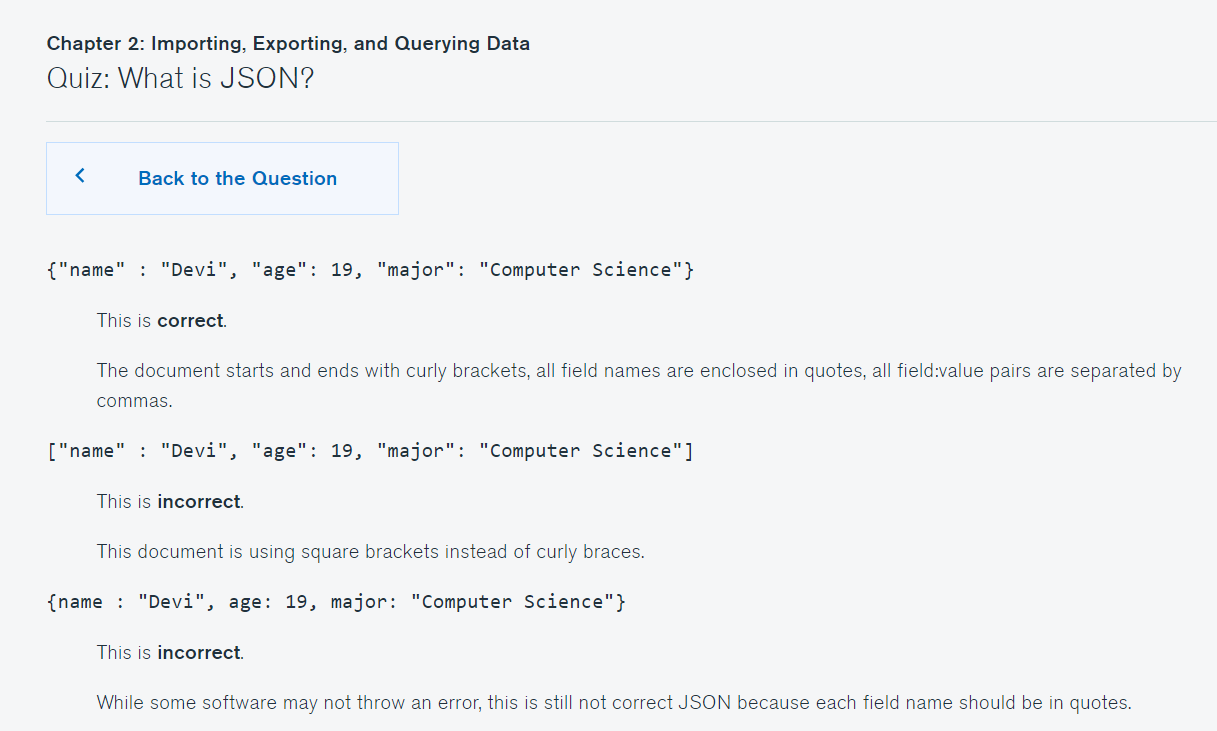 Chapter 2: Importing, Exporting, and Querying Data
Quiz: What is JSON?
Back to the Question
{"name" : "Devi", "age": 19, "major": "Computer Science"}
This is correct.
The document starts and ends with curly brackets, all field names are enclosed in quotes, all field:value pairs are separated by
commas.
["name" : "Devi", "age": 19, "major": "Computer Science"]
This is incorrect.
This document is using square brackets instead of curly braces.
{name : "Devi", age: 19, major: "Computer Science"}
This is incorrect.
While some software may not throw an error, this is still not correct JSON because each field name should be in quotes.